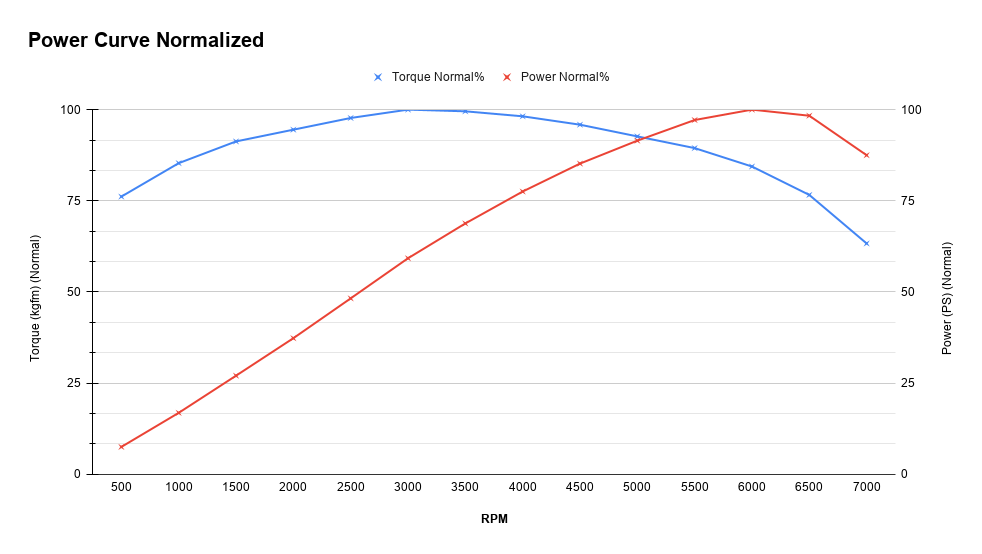 Power Curve Normalized
Torque Normal% Power Normal%
100 100
75 75
50 50
25 25
0 0
Torque (kgfm) (Normal)
Power (PS) (Normal)
500 1000 1500 2000 2500 3000 3500 4000 4500 5000 5500 6000 6500 7000
RPM